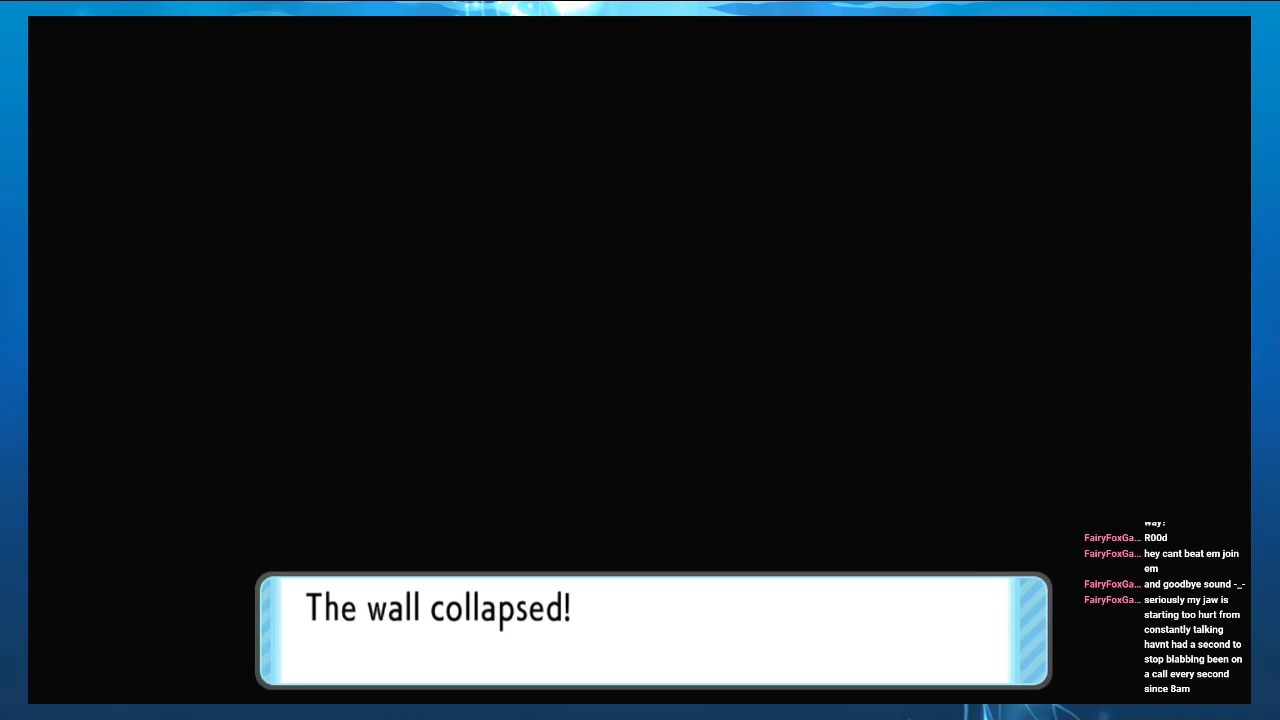 way?
FairyFoxGa... R00d
FairyFoxGa... hey cant beat em join
em
FairyFoxGa... and goodbye sound -_-
FairyFoxGa... seriously my jaw is
starting too hurt from
constantly talking
havnt had a second to
stop blabbing been on
a call every second
since 8am
The wall collapsed!